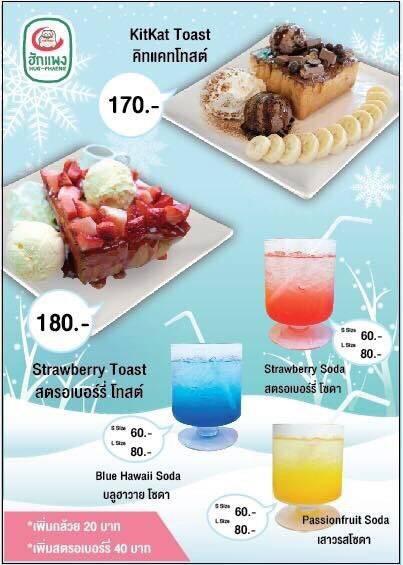 ฮักแพง
HUG-PHAENG
KitKat Toast
คิทแคทโทสต์
170.-
180.-
Strawberry Toast
สตรอเบอร์รี่ โทสต์
S Size 60.-
L Size 80.-
Strawberry Soda
สตรอเบอร์รี่ โซดา
S Size 60.-
L Size 80.-
Blue Hawaii Soda
บลูฮาวาย โซดา
S Size 60.-
L Size 80.-
Passionfruit Soda
เสาวรสโซดา
*เพิ่มกล้วย 20 บาท
*เพิ่มสตรอเบอร์รี่ 40 บาท